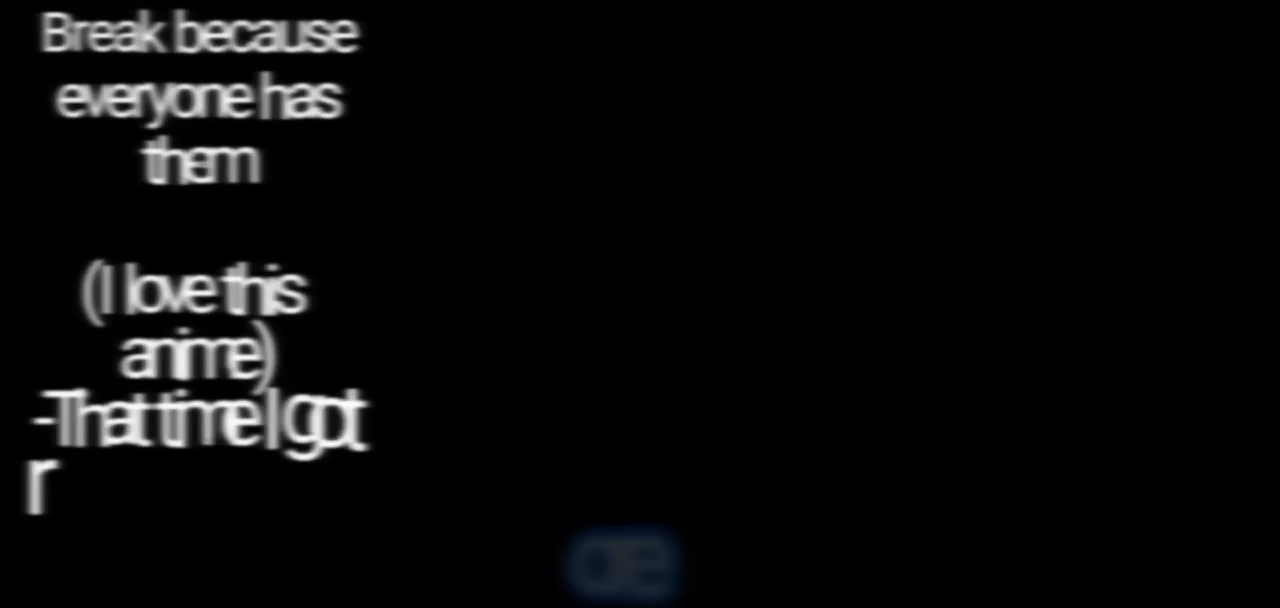 Break because
everyone has
them
(I love this
anime)
-That time I got
r
œ